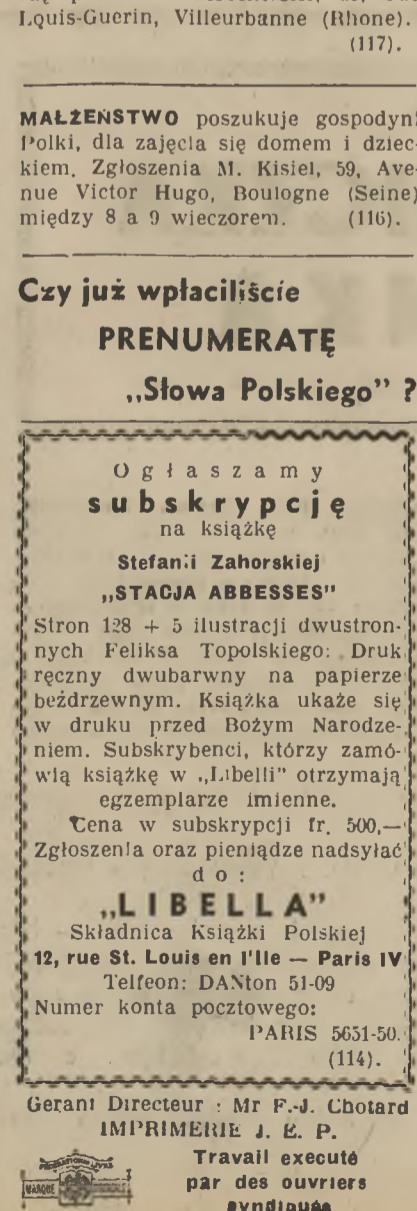 Louis-Guerin, Villeurbanne (Rhone).
(117).
MAŁŻEŃSTWO poszukuje gospodyni
Polki, dla zajęcia się domem i dziec-
kiem. Zgłoszenia M. Kisiel, 59, Ave-
nue Victor Hugo, Boulogne (Seine)
między 8 a 9 wieczorem. (116).
Czy już wpłaciliście
PRENUMERATĘ
„Słowa Polskiego" ?
Ogłaszamy
subskrypcję
na książkę
Stefanii Zahorskiej
„STACJA ABBESSES"
Stron 128 + 5 ilustracji dwustron-
nych Feliksa Topolskiego: Druk
ręczny dwubarwny na papierze
beżdrzewnym. Książka ukaże się
w druku przed Bożym Narodze-
niem. Subskrybenci, którzy zamó-
wią książkę w „Libelli" otrzymają
egzemplarze imienne.
Cena w subskrypcji fr. 500,—
Zgłoszenia oraz pieniądze nadsyłać
do:
„LIBELLA"
Składnica Książki Polskiej
12, rue St. Louis en l'Ile — Paris IV
Telfeon: DANton 51-09
Numer konta pocztowego:
PARIS 5651-50.
(114).
Gerant Directeur : Mr F.-J. Chotard
IMPRIMERIE J. E. P.
Travail executé
par des ouvriers
syndiqués
MARQUE